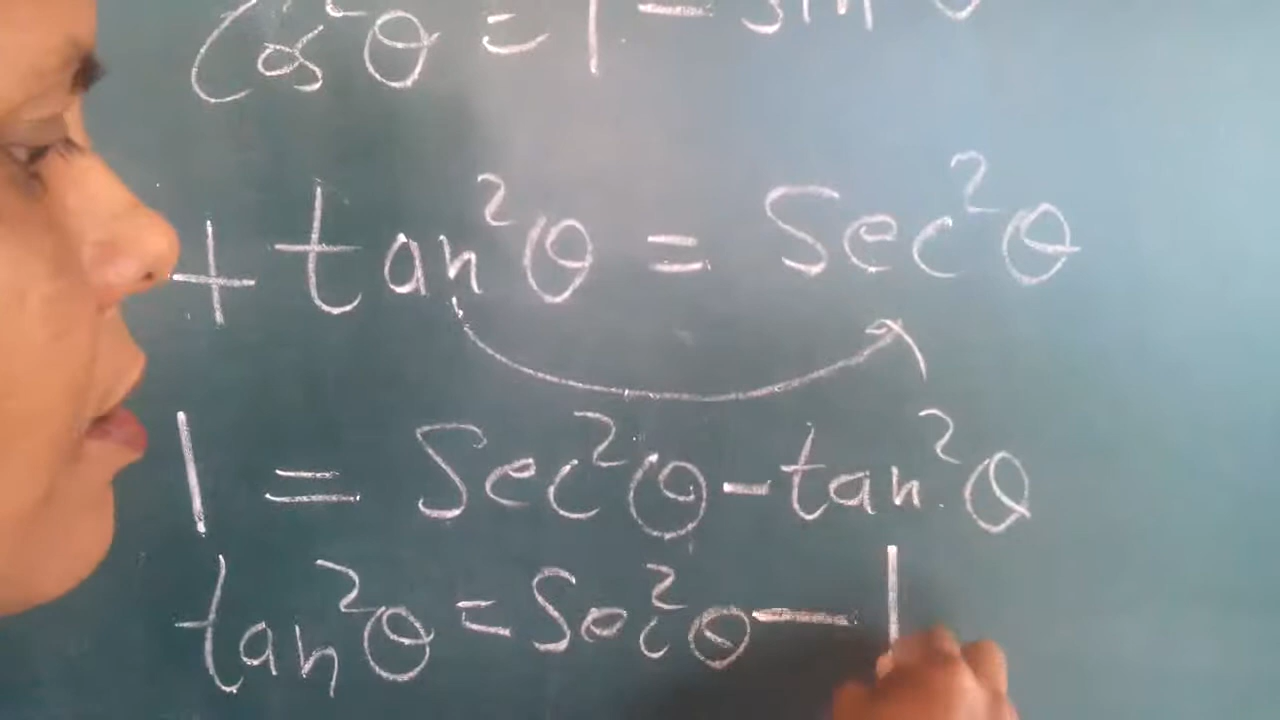 Cos²θ = 1 - sin²θ
+ tan²θ = Sec²θ
1 = Sec²θ - tan²θ
tan²θ = Sec²θ - 1